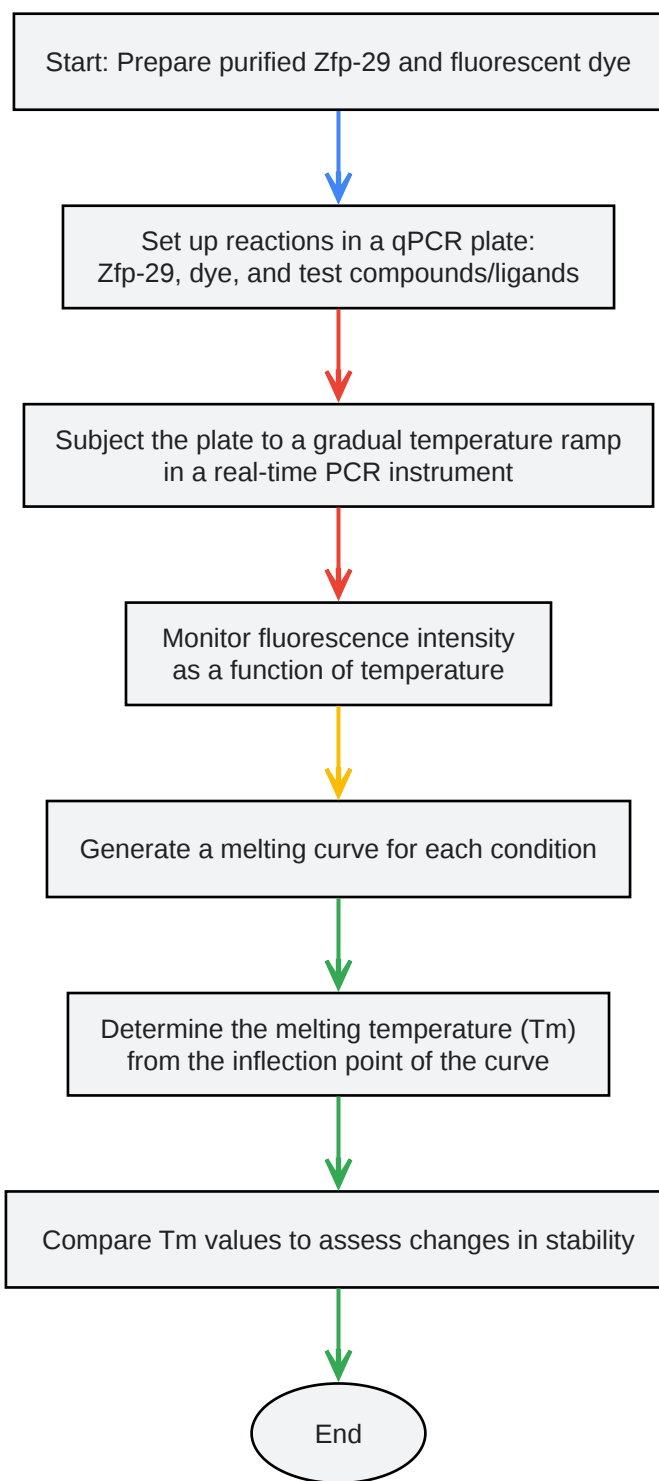 Start: Prepare purified Zfp-29 and fluorescent dye
Set up reactions in a qPCR plate:
Zfp-29, dye, and test compounds/ligands
Subject the plate to a gradual temperature ramp
in a real-time PCR instrument
Monitor fluorescence intensity
as a function of temperature
Generate a melting curve for each condition
Determine the melting temperature (Tm)
from the inflection point of the curve
Compare Tm values to assess changes in stability
End